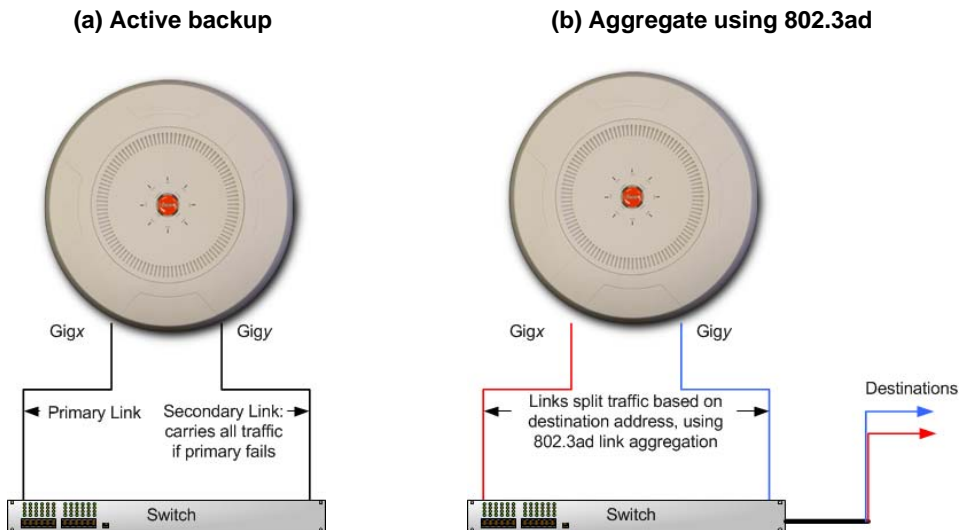 (a) Active backup
(b) Aggregate using 802.3ad
Gigx
Gigy
Primary Link
Secondary Link:
carries all traffic
if primary fails
Switch
Gigx
Gigy
Links split traffic based on
destination address, using
802.3ad link aggregation
Destinations
Switch